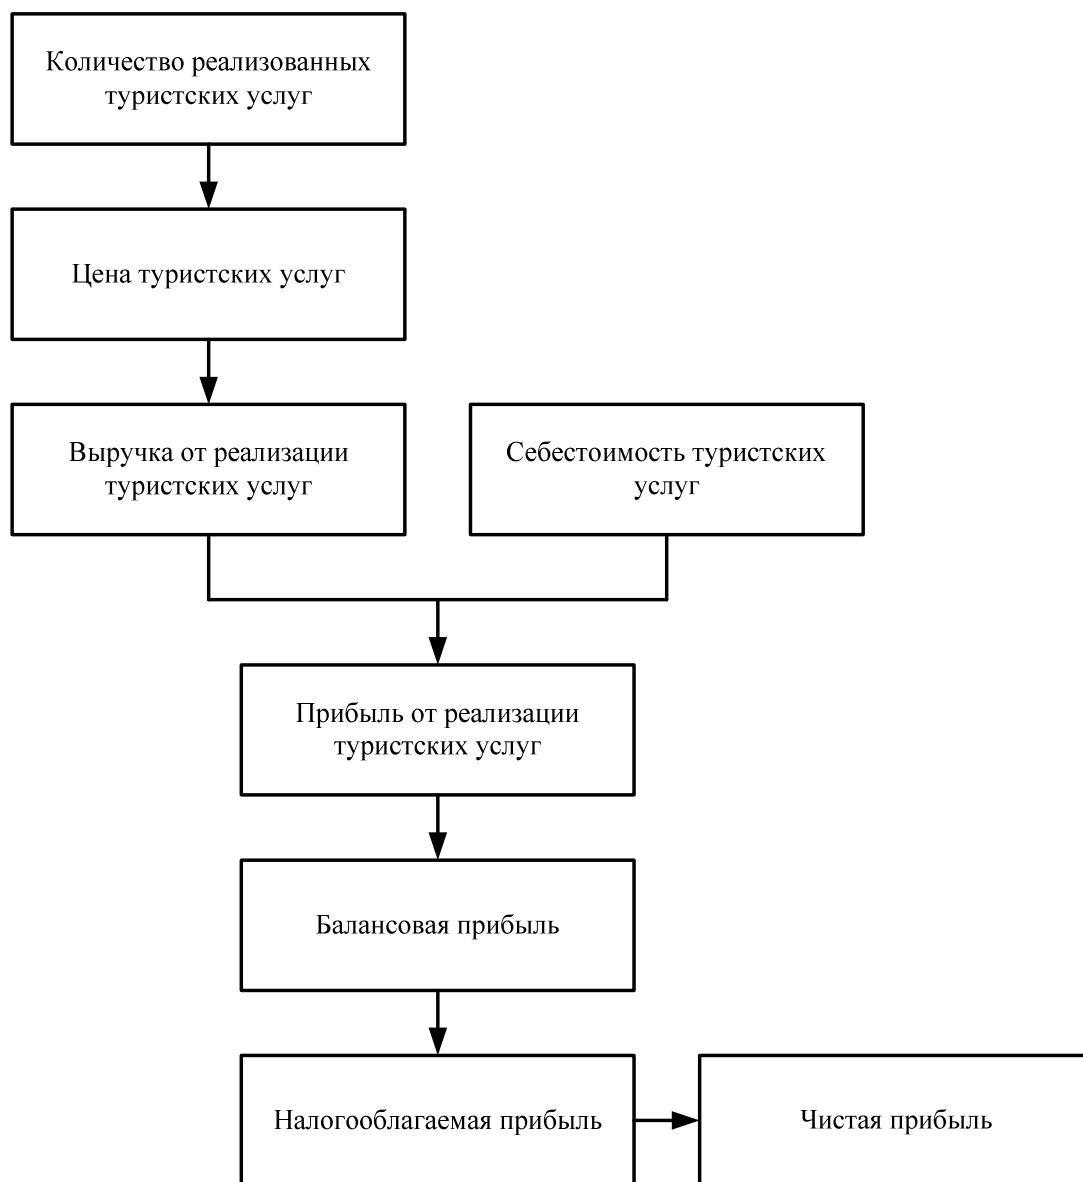 Количество реализованных
туристских услуг
Цена туристских услуг
Выручка от реализации
туристских услуг
Себестоимость туристских
услуг
Прибыль от реализации
туристских услуг
Балансовая прибыль
Налогооблагаемая прибыль
Чистая прибыль